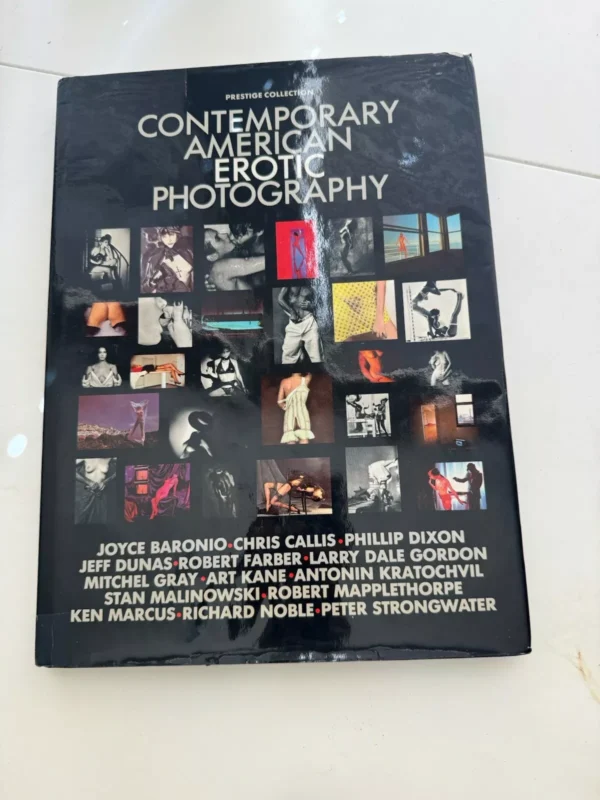 PRESTIGE COLLECTION
CONTEMPORARY
AMERICAN
EROTIC
PHOTOGRAPHY
JOYCE BARONIO•CHRIS CALLIS•PHILLIP DIXON
JEFF DUNAS•ROBERT FARBER•LARRY DALE GORDON
MITCHEL GRAY•ART KANE•ANTONIN KRATOCHVIL
STAN MALINOWSKI•ROBERT MAPPLETHORPE
KEN MARCUS•RICHARD NOBLE•PETER STRONGWATER